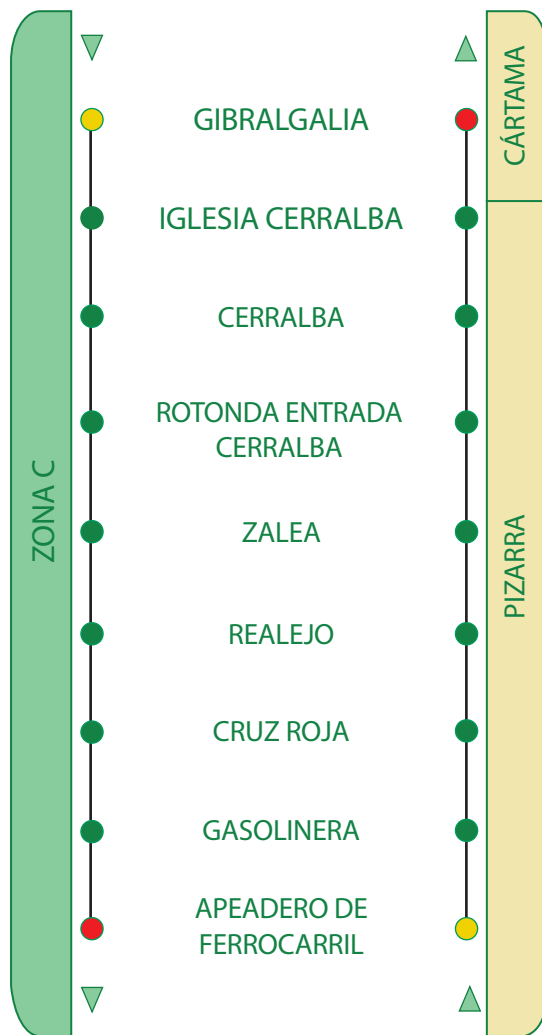 ZONA C
GIBRALGALIA
IGLESIA CERRALBA
CERRALBA
ROTONDA ENTRADA
CERRALBA
ZALEA
REALEJO
CRUZ ROJA
GASOLINERA
APEADERO DE
FERROCARRIL
CÁRTAMA
PIZARRA